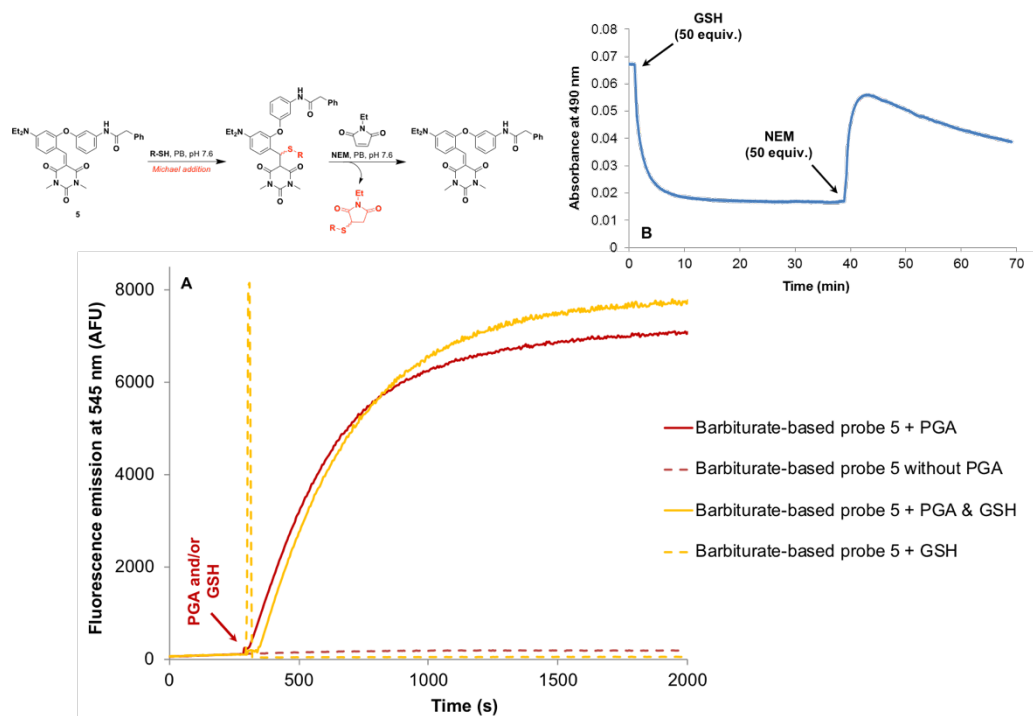 H
N
Ph
O
Et₂N
O
S
R
O
O
N
N
O
Et
N
O
O
H
N
Ph
Et₂N
O
O
O
O
N
N
O
5
R-SH, PB, pH 7.6
Michael addition
NEM, PB, pH 7.6
Et
O
N
O
R
S
H
N
Ph
Et₂N
O
O
O
O
N
N
O
GSH
(50 equiv.)
NEM
(50 equiv.)
Absorbance at 490 nm
0.08
0.07
0.06
0.05
0.04
0.03
0.02
0.01
0
B
0 10 20 30 40 50 60 70
Time (min)
A
Fluorescence emission at 545 nm (AFU)
8000
6000
4000
2000
0
PGA and/or
GSH
0 500 1000 1500 2000
Time (s)
Barbiturate-based probe 5 + PGA
Barbiturate-based probe 5 without PGA
Barbiturate-based probe 5 + PGA & GSH
Barbiturate-based probe 5 + GSH